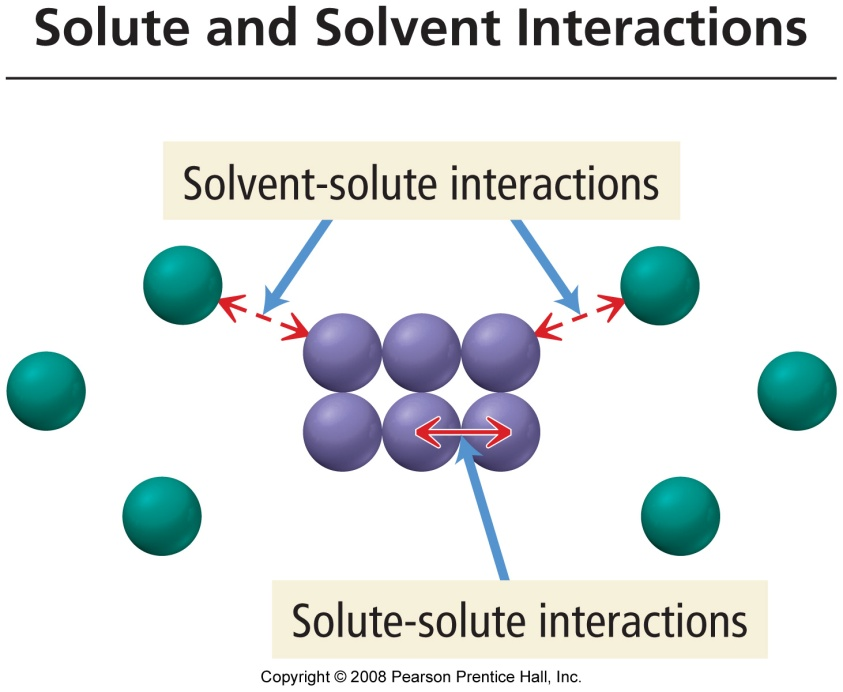 Solute and Solvent Interactions
Solvent-solute interactions
Solute-solute interactions
Copyright © 2008 Pearson Prentice Hall, Inc.